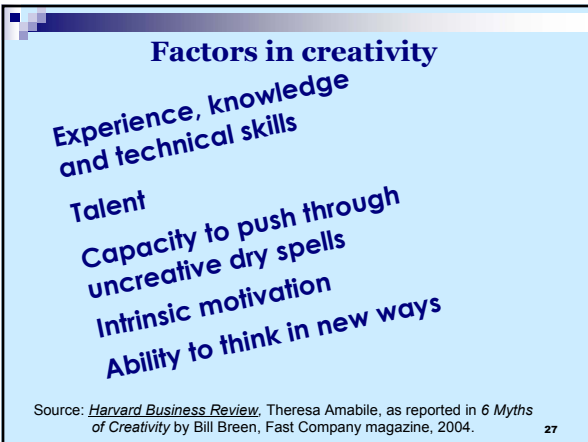 Factors in creativity
Experience, knowledge
and technical skills
Talent
Capacity to push through
uncreative dry spells
Intrinsic motivation
Ability to think in new ways
Source: Harvard Business Review, Theresa Amabile, as reported in 6 Myths
of Creativity by Bill Breen, Fast Company magazine, 2004.
27